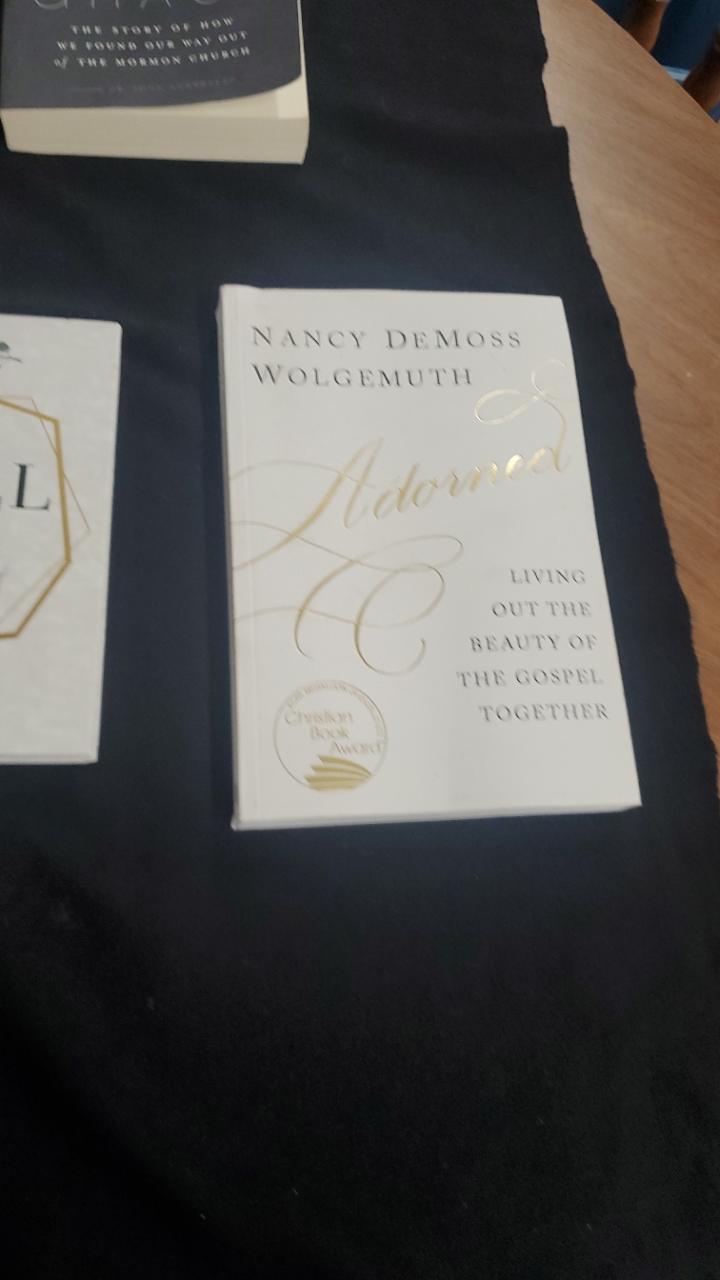 THE STORY OF HOW
WE FOUND OUR WAY OUT
of THE MORMON CHURCH
L
NANCY DEMOSS
WOLGEMUTH
Adorned
LIVING
OUT THE
BEAUTY OF
THE GOSPEL
TOGETHER
Christian
Book
Award